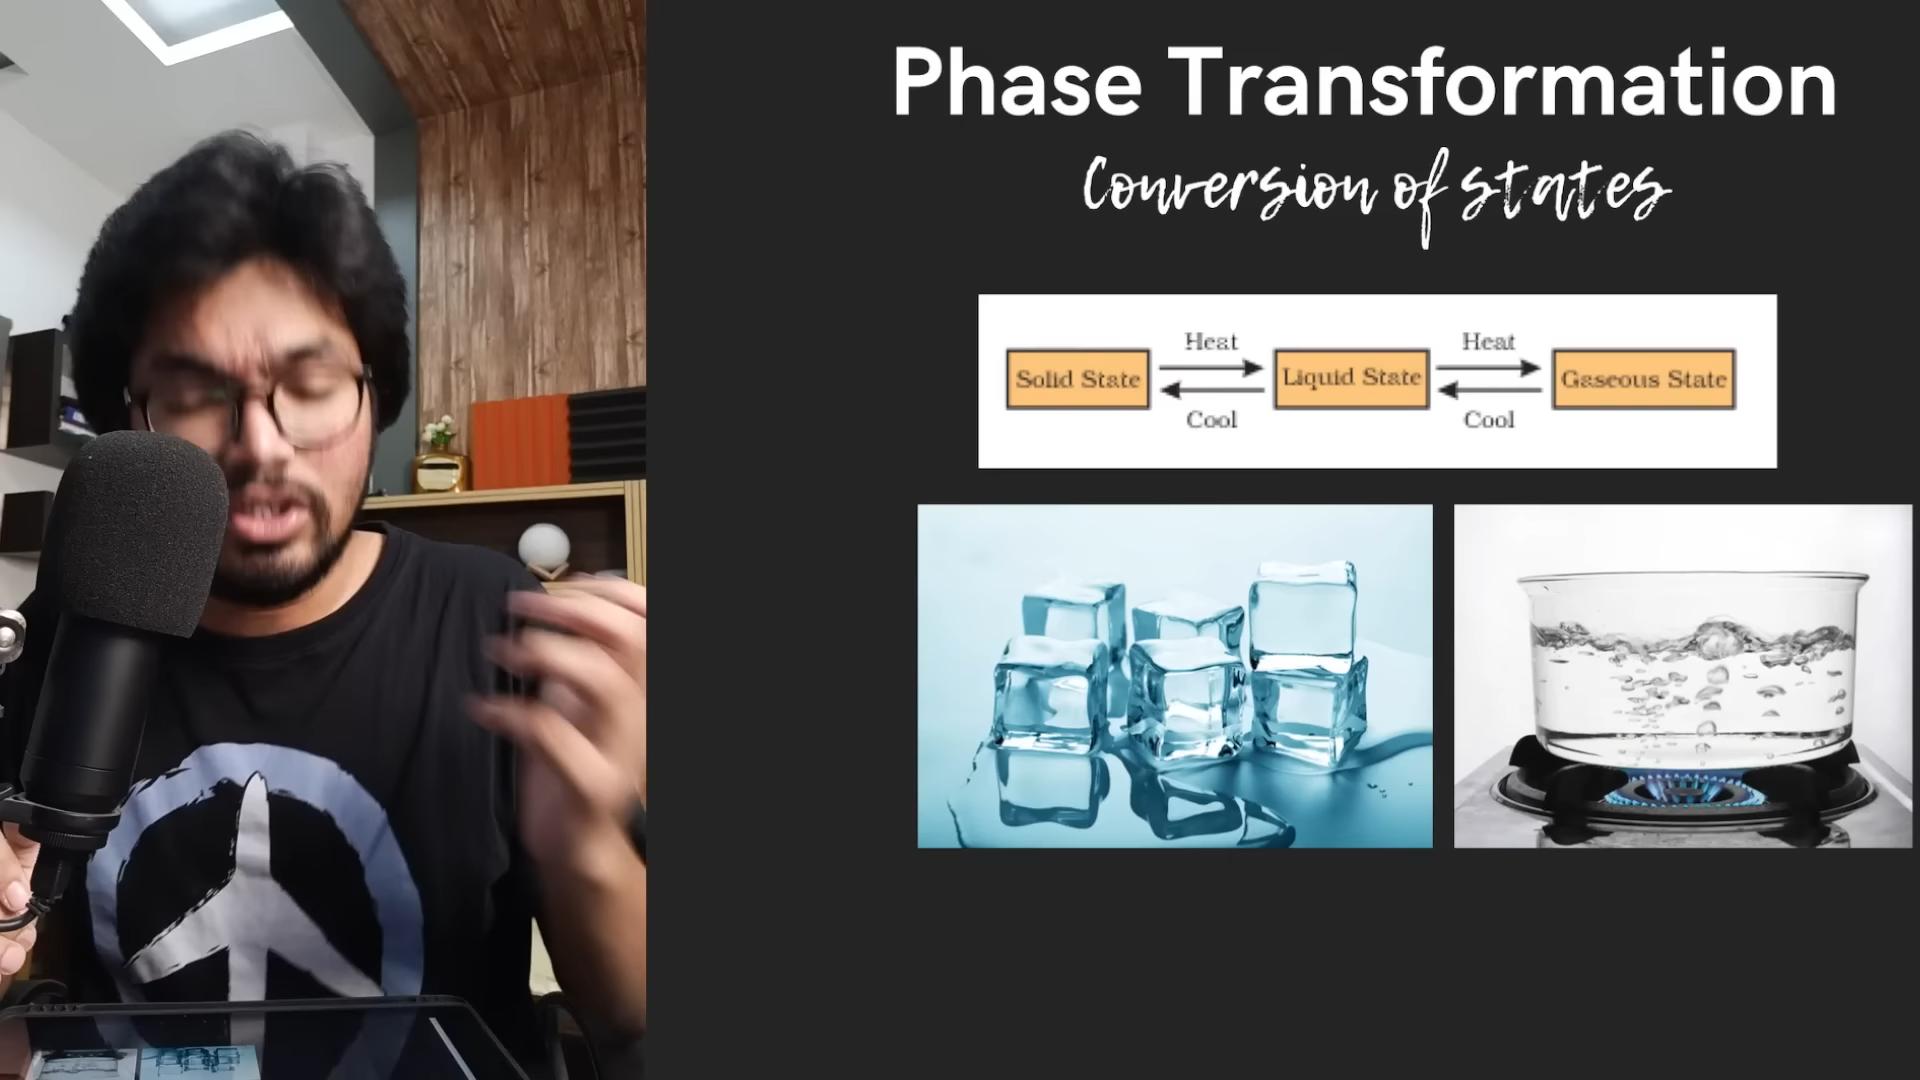 Phase Transformation
Conversion of states
Heat Heat
Solid State Liquid State Gaseous State
Cool Cool